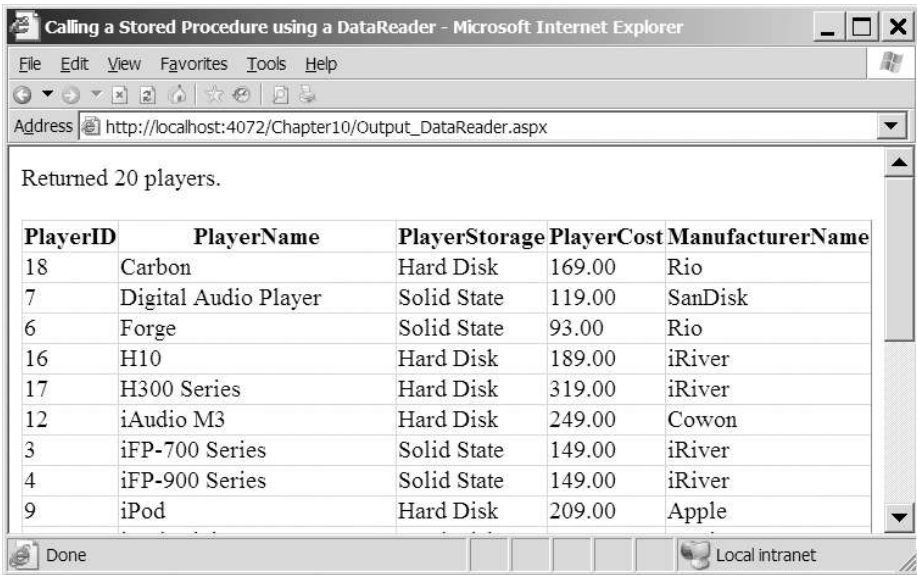 Calling a Stored Procedure using a DataReader - Microsoft Internet Explorer
File Edit View Favorites Tools Help
Address http://localhost:4072/Chapter10/Output_DataReader.aspx
Returned 20 players.
PlayerID PlayerName PlayerStorage PlayerCost ManufacturerName
18 Carbon Hard Disk 169.00 Rio
7 Digital Audio Player Solid State 119.00 SanDisk
6 Forge Solid State 93.00 Rio
16 H10 Hard Disk 189.00 iRiver
17 H300 Series Hard Disk 319.00 iRiver
12 iAudio M3 Hard Disk 249.00 Cowon
3 iFP-700 Series Solid State 149.00 iRiver
4 iFP-900 Series Solid State 149.00 iRiver
9 iPod Hard Disk 209.00 Apple
Done Local intranet